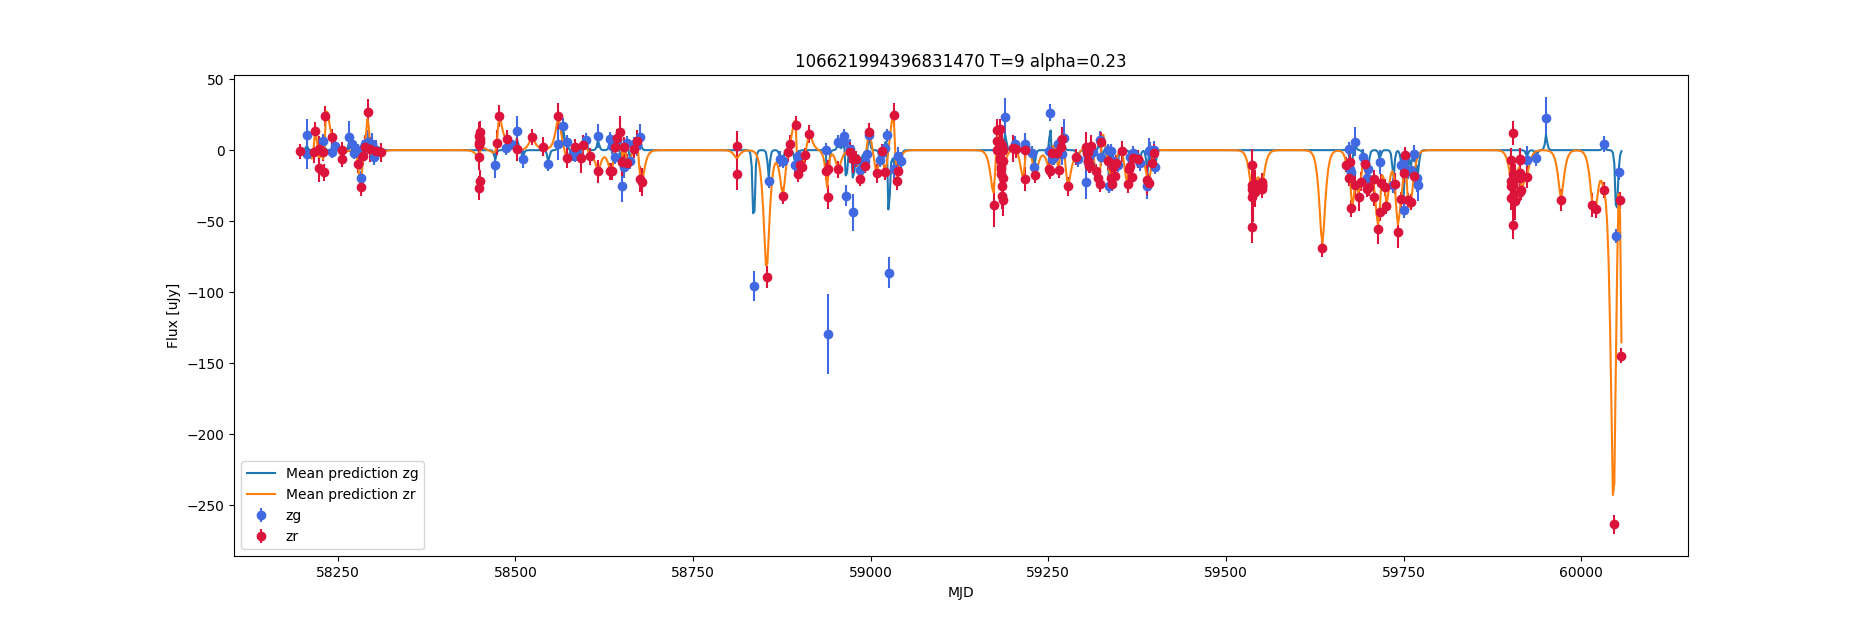 106621994396831470 T=9 alpha=0.23
Flux [uJy]
50
0
−50
−100
−150
−200
−250
58250 58500 58750 59000 59250 59500 59750 60000
MJD
Mean prediction zg
Mean prediction zr
zg
zr